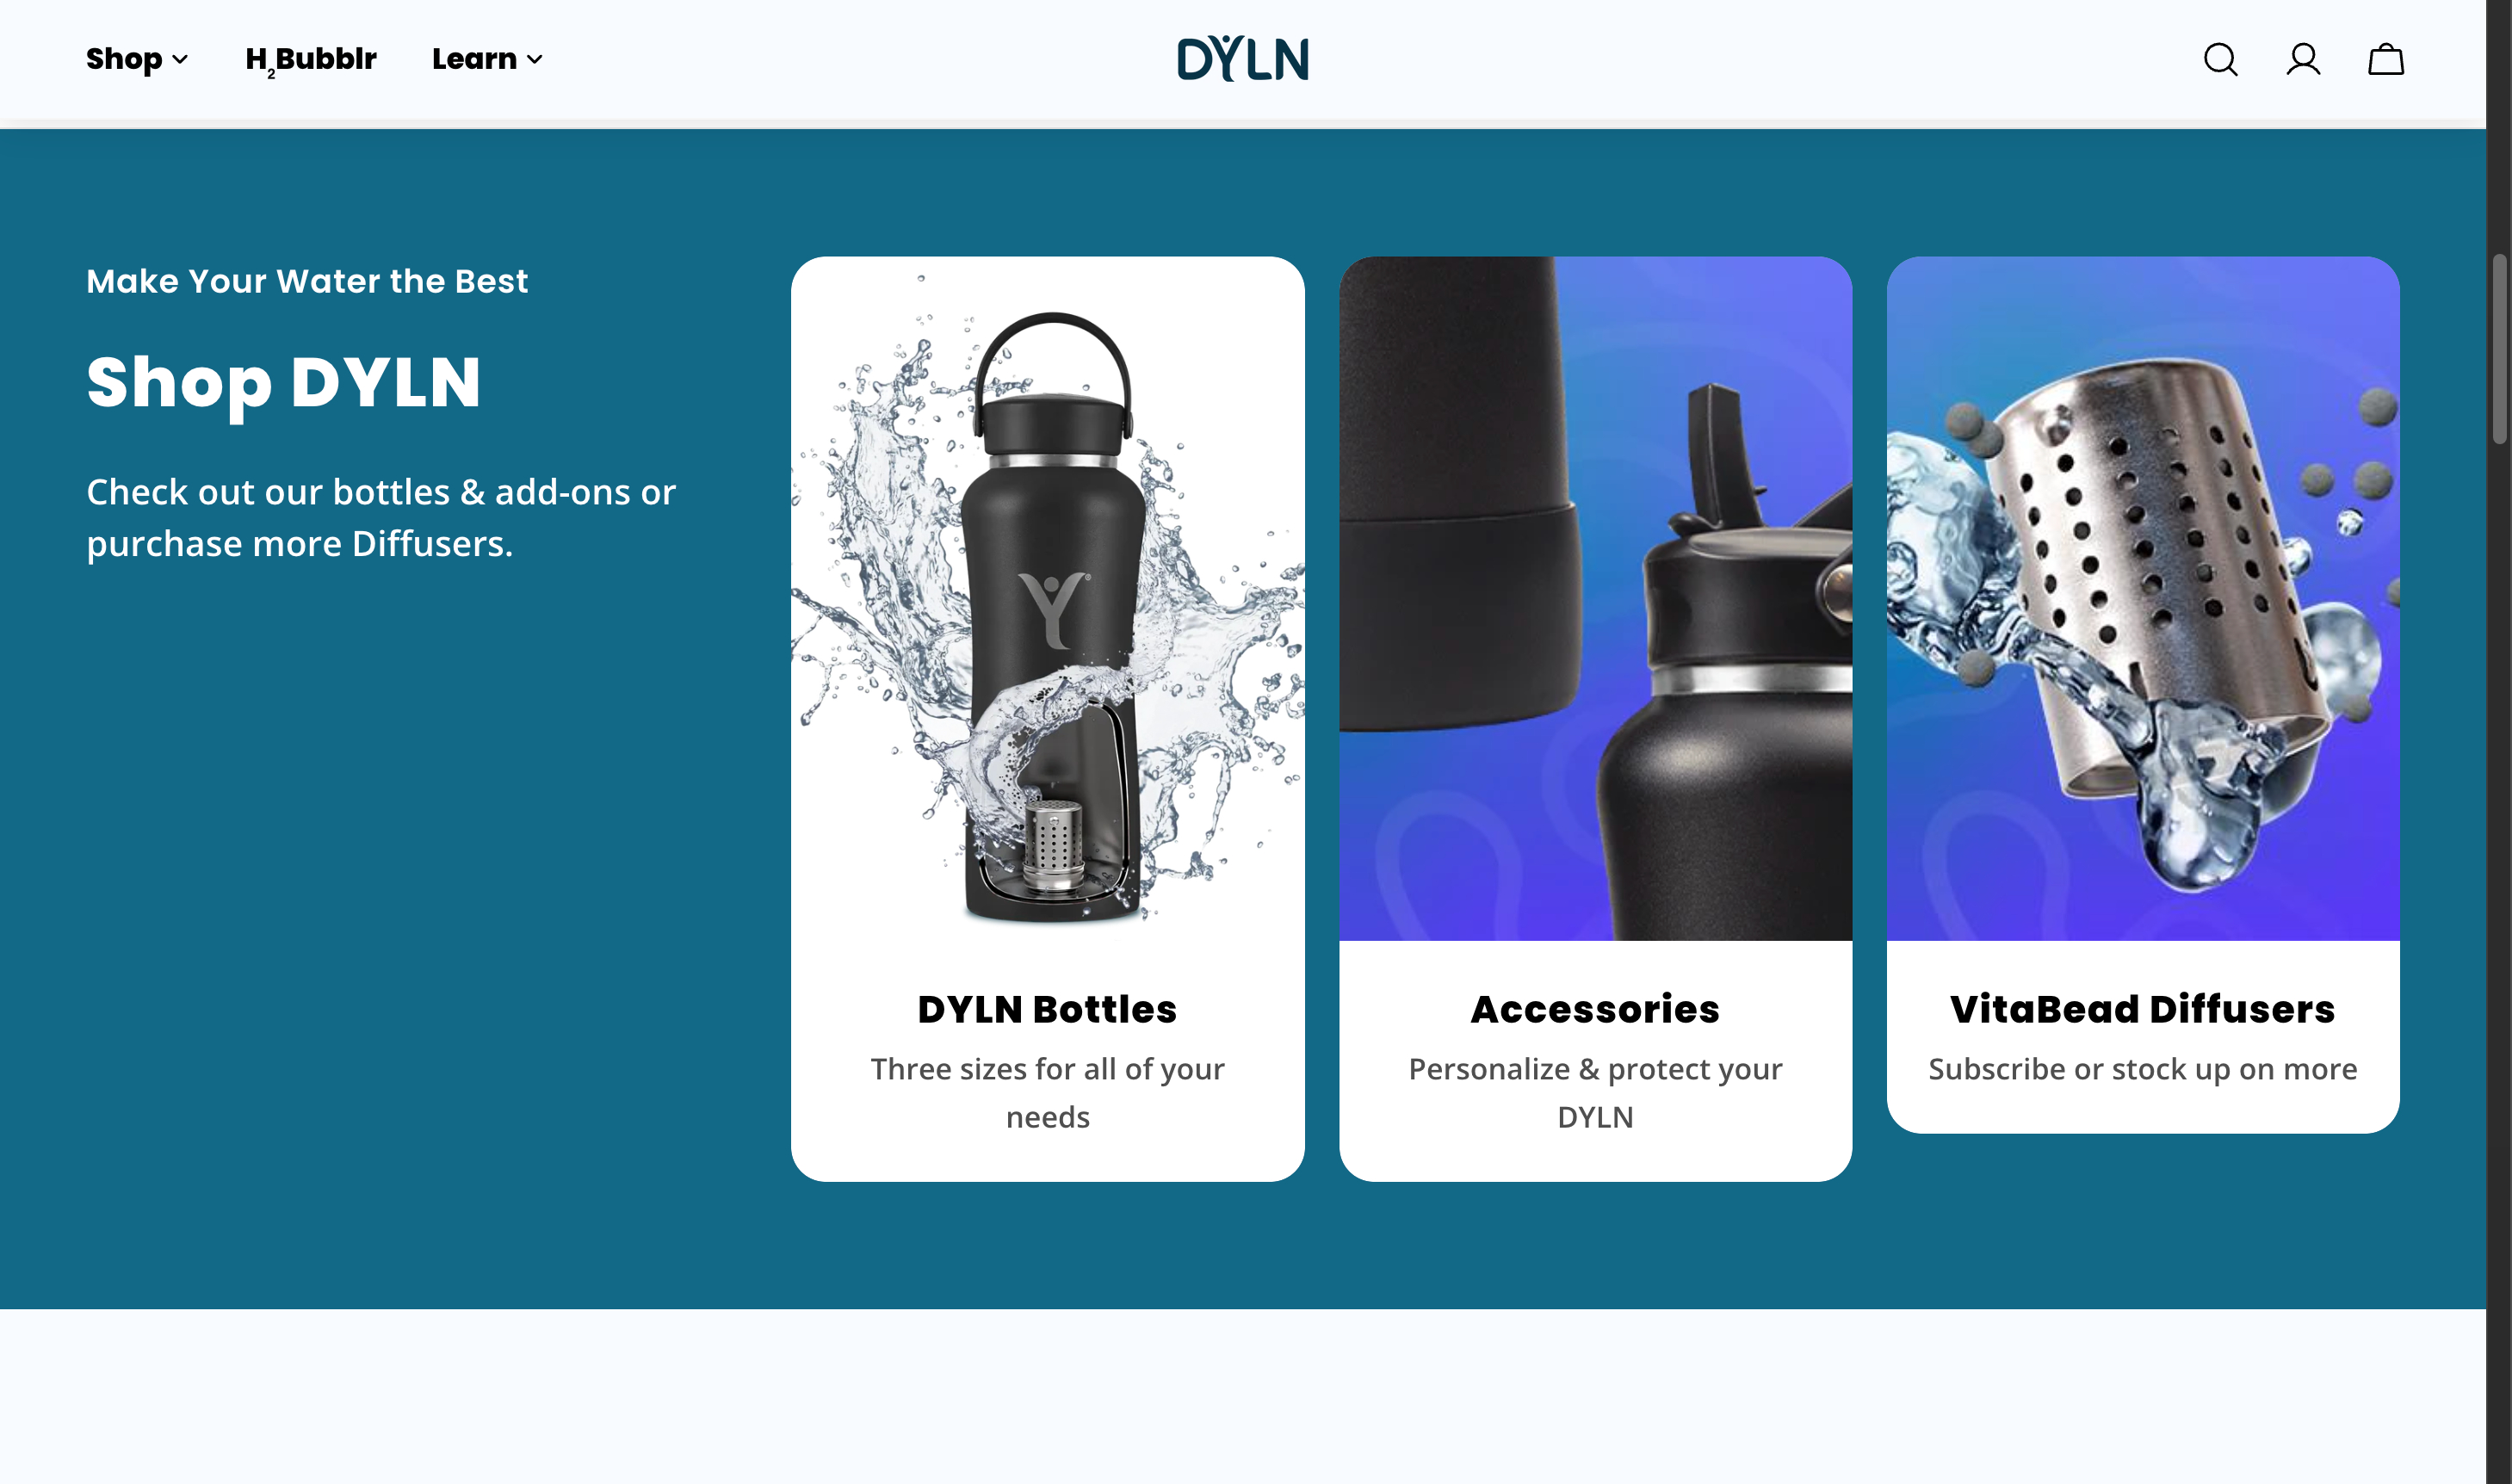 Shop
H₂Bubblr
Learn
DYLN
Make Your Water the Best
Shop DYLN
Check out our bottles & add-ons or
purchase more Diffusers.
Y®
DYLN Bottles
Three sizes for all of your
needs
Accessories
Personalize & protect your
DYLN
VitaBead Diffusers
Subscribe or stock up on more